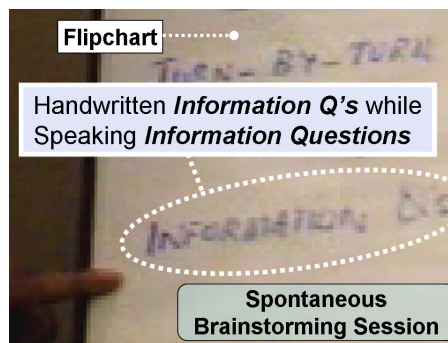 Flipchart
TURN - BY - TURN
Handwritten Information Q's while
Speaking Information Questions
INFORMATION
Spontaneous
Brainstorming Session